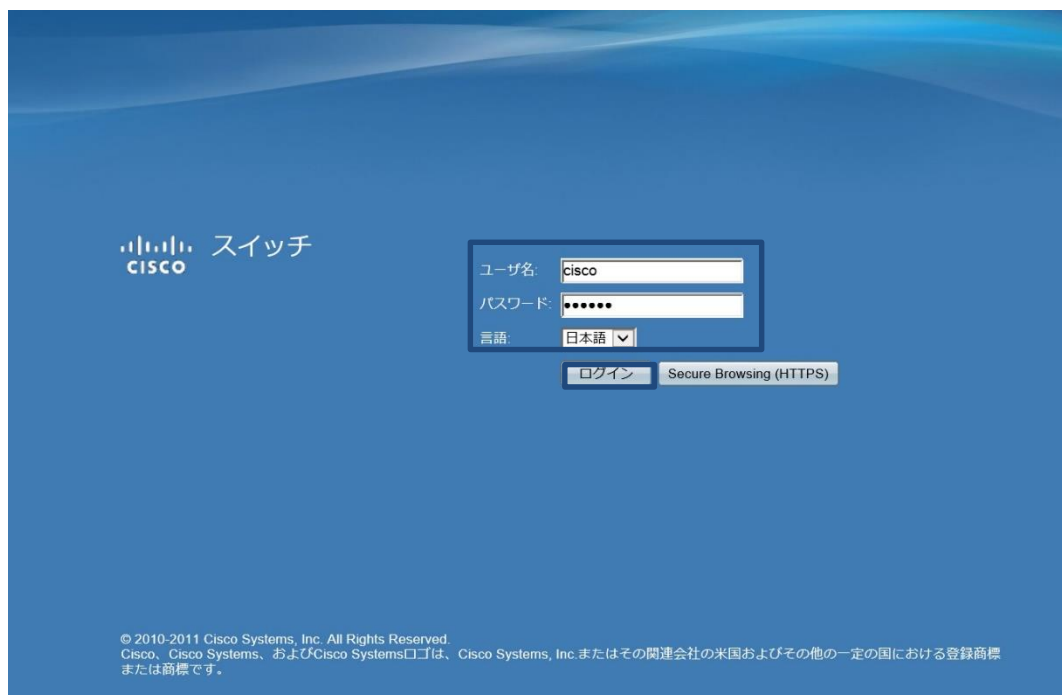 CISCO
スイッチ
ユーザ名: cisco
パスワード: ••••••
言語: 日本語
ログイン Secure Browsing (HTTPS)
© 2010-2011 Cisco Systems, Inc. All Rights Reserved.
Cisco、Cisco Systems、およびCisco Systemsロゴは、Cisco Systems, Inc.またはその関連会社の米国およびその他の一定の国における登録商標
または商標です。